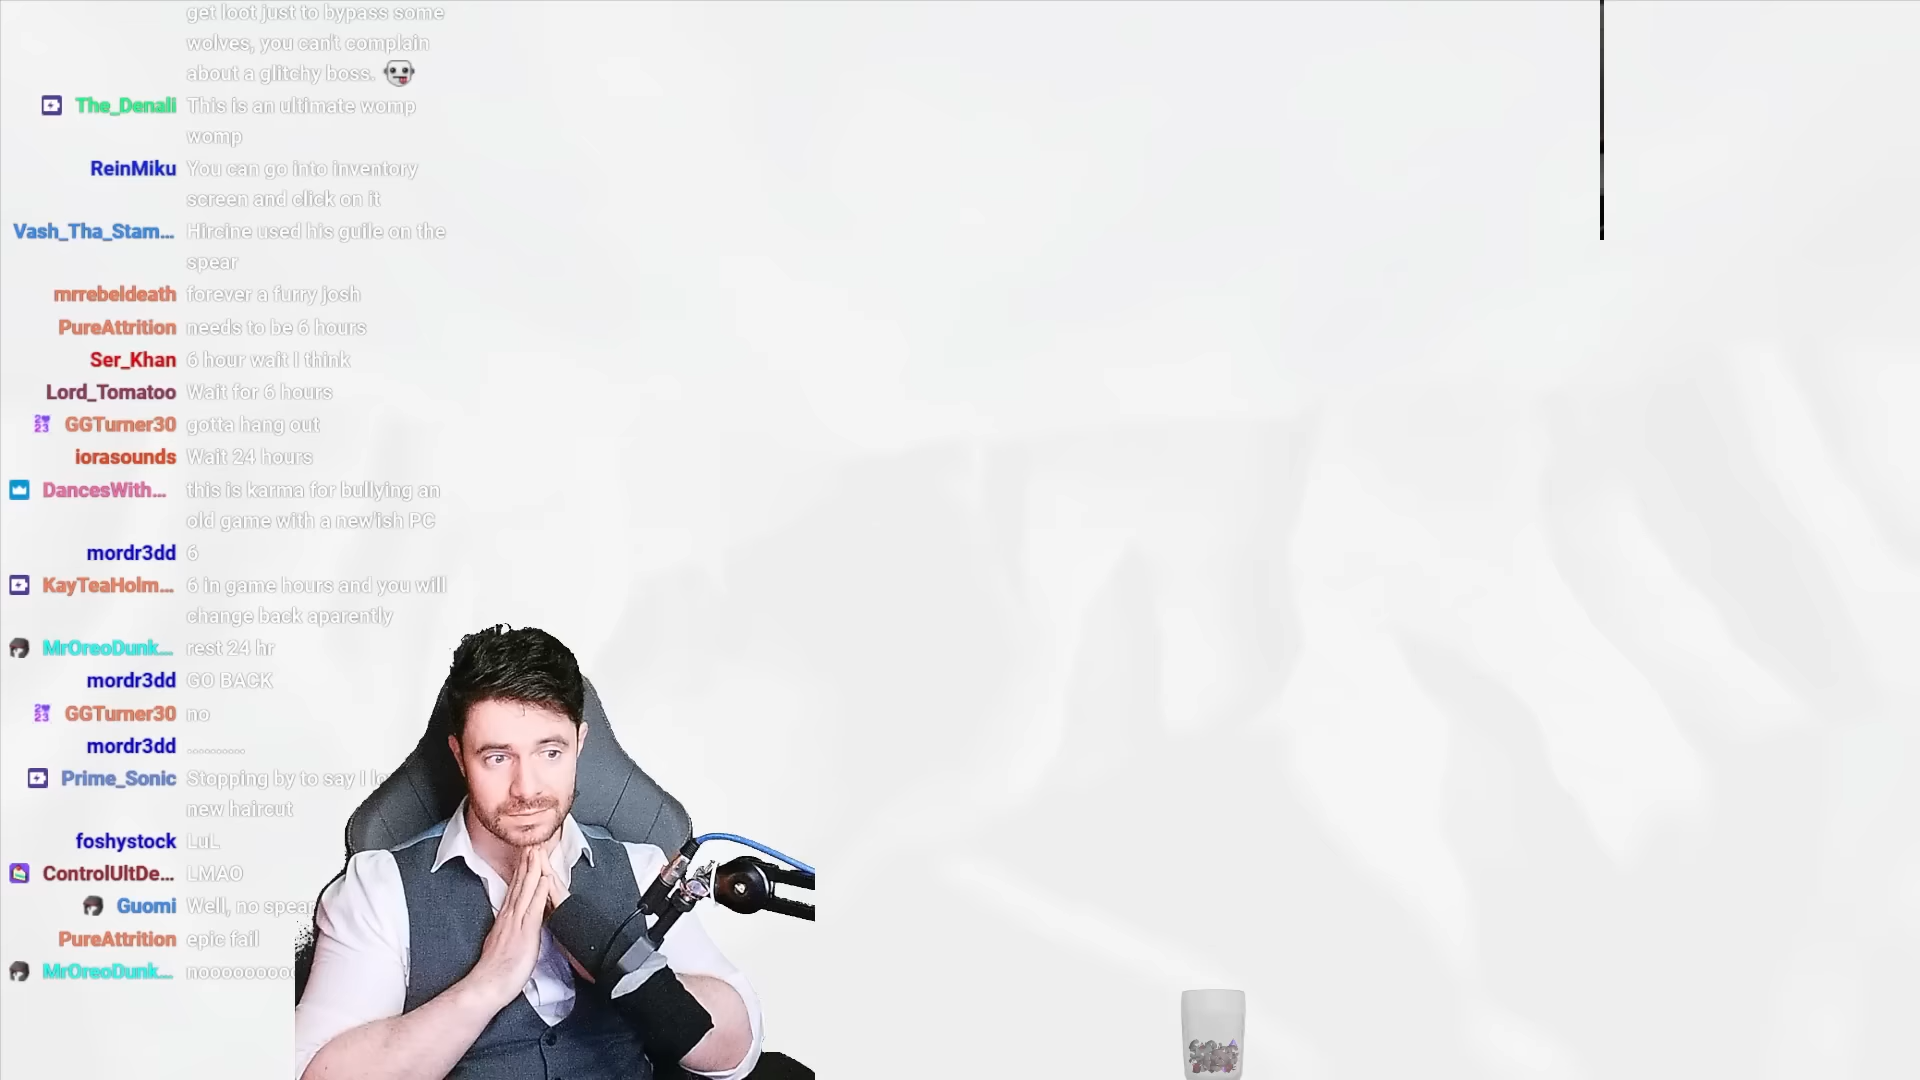 get loot just to bypass some
wolves, you can't complain
about a glitchy boss.
The_Denali This is an ultimate womp
womp
ReinMiku You can go into inventory
screen and click on it
Vash_Tha_Stam... Hircine used his guile on the
spear
mrrebeldeath forever a furry josh
PureAttrition needs to be 6 hours
Ser_Khan 6 hour wait I think
Lord_Tomatoo Wait for 6 hours
GGTurner30 gotta hang out
iorasounds Wait 24 hours
DancesWith... this is karma for bullying an
old game with a new'ish PC
mordr3dd 6
KayTeaHolm... 6 in game hours and you will
change back aparently
MrOreoDunk... rest 24 hr
mordr3dd GO BACK
GGTurner30 no
mordr3dd ..........
Prime_Sonic Stopping by to say I
new haircut
foshystock LuL
ControlUltDe... LMAO
Guomi Well, no spear
PureAttrition epic fail
MrOreoDunk... nooooooooo